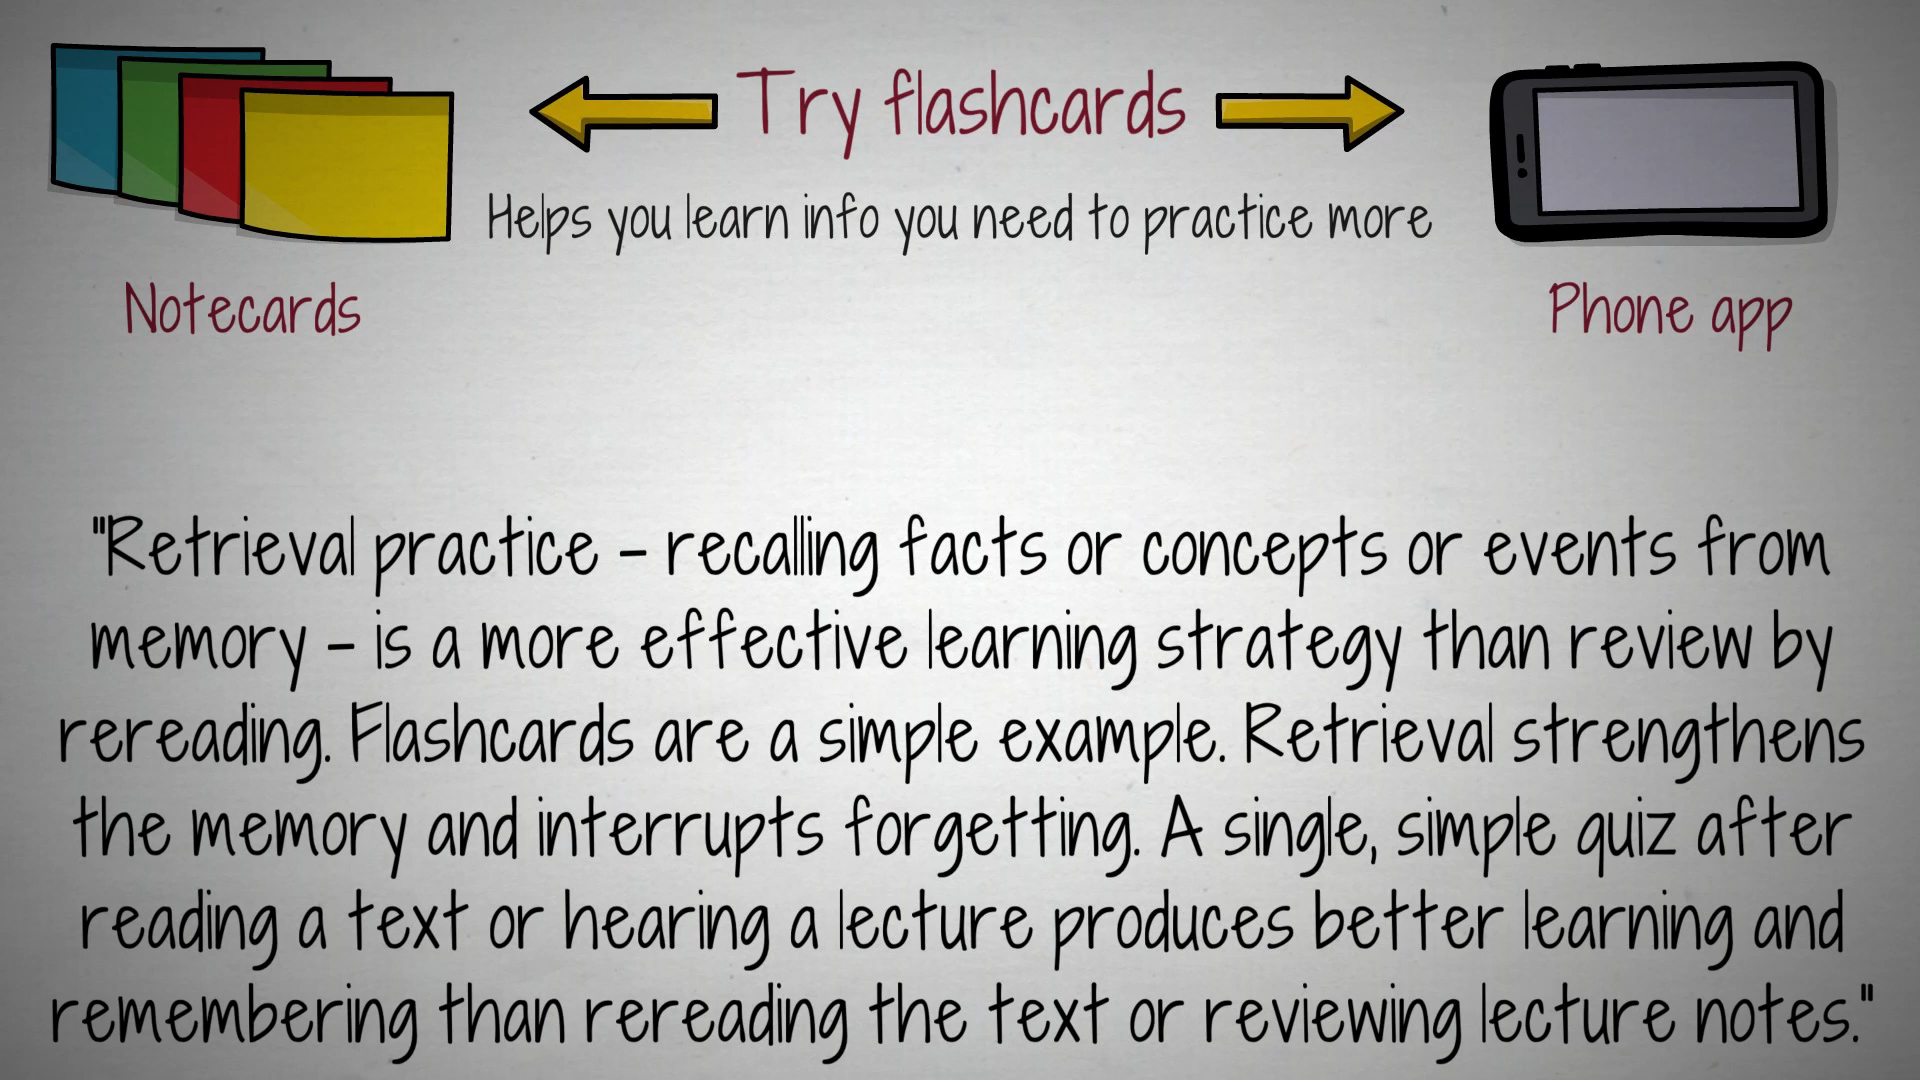 Try flashcards
Helps you learn info you need to practice more
Notecards
Phone app
"Retrieval practice – recalling facts or concepts or events from
memory – is a more effective learning strategy than review by
rereading. Flashcards are a simple example. Retrieval strengthens
the memory and interrupts forgetting. A single, simple quiz after
reading a text or hearing a lecture produces better learning and
remembering than rereading the text or reviewing lecture notes."